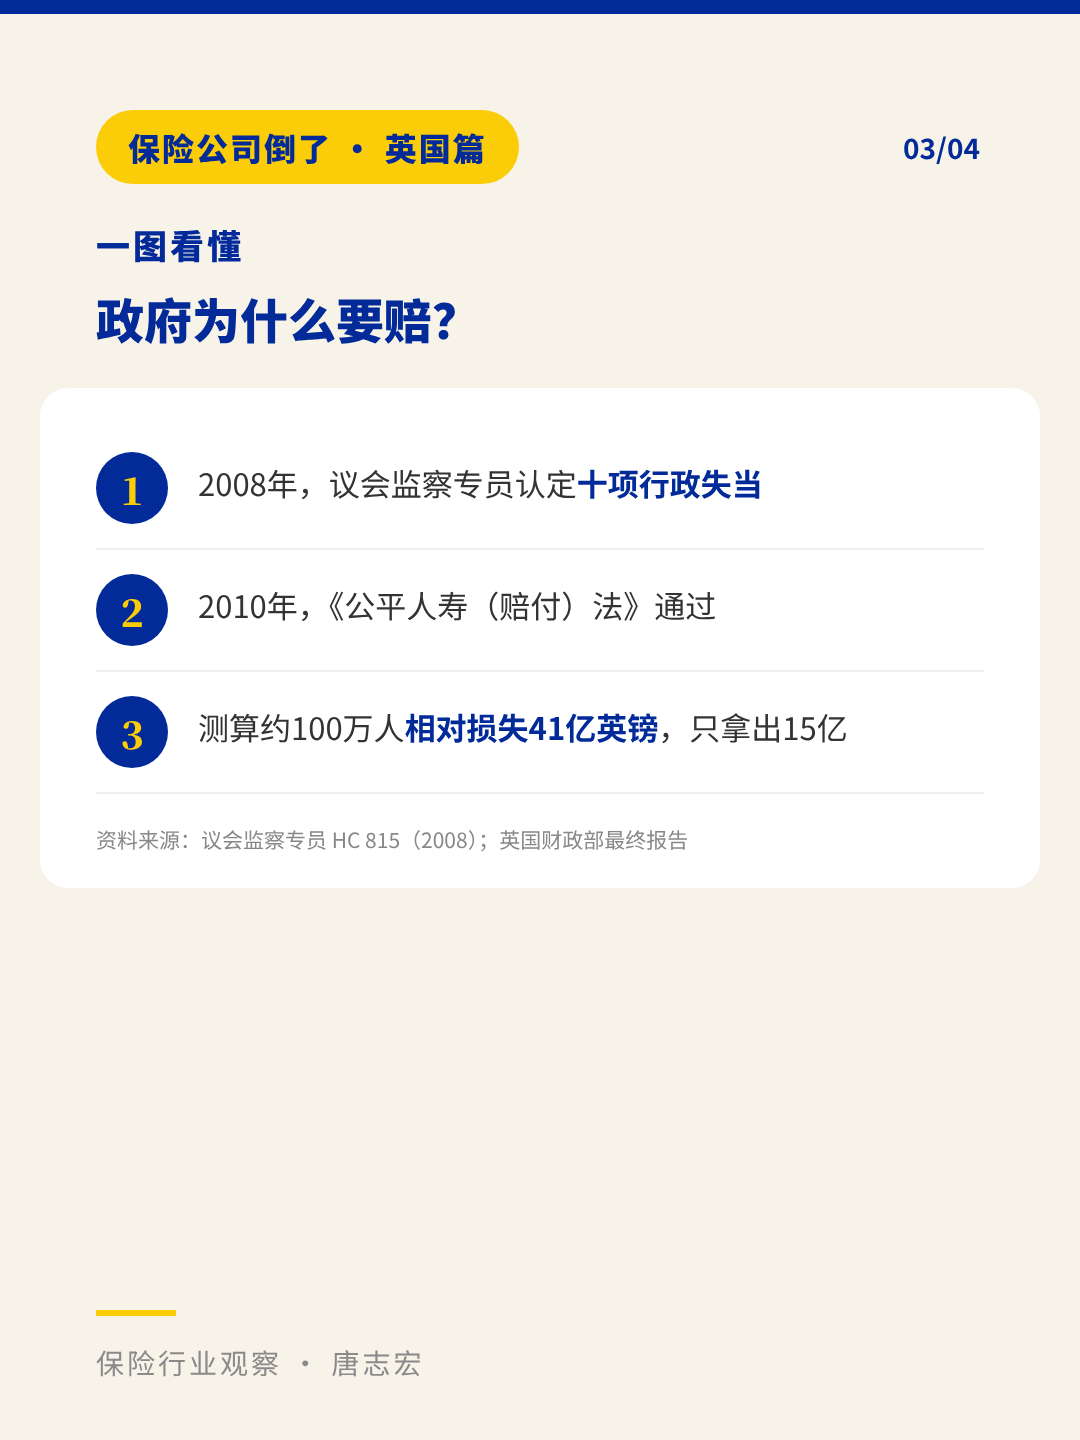 保险公司倒了 · 英国篇
03/04
一图看懂
政府为什么要赔？
1 2008年，议会监察专员认定十项行政失当
2 2010年，《公平人寿（赔付）法》通过
3 测算约100万人相对损失41亿英镑，只拿出15亿
资料来源：议会监察专员 HC 815（2008）；英国财政部最终报告
保险行业观察 · 唐志宏